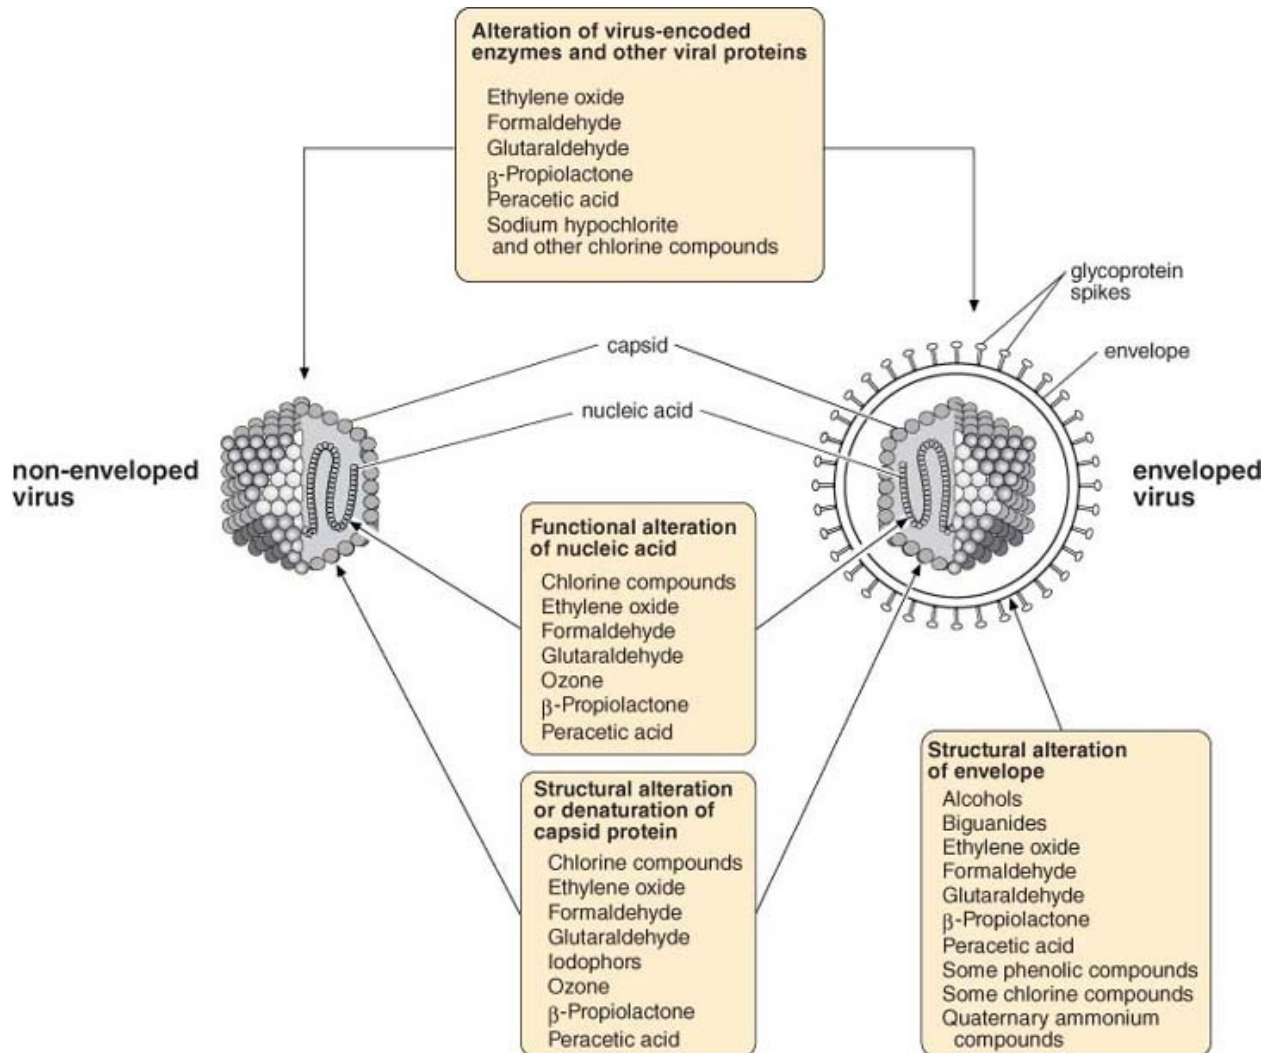 Alteration of virus-encoded
enzymes and other viral proteins
Ethylene oxide
Formaldehyde
Glutaraldehyde
β-Propiolactone
Peracetic acid
Sodium hypochlorite
and other chlorine compounds
glycoprotein
spikes
envelope
capsid
nucleic acid
non-enveloped
virus
enveloped
virus
Functional alteration
of nucleic acid
Chlorine compounds
Ethylene oxide
Formaldehyde
Glutaraldehyde
Ozone
β-Propiolactone
Peracetic acid
Structural alteration
or denaturation of
capsid protein
Chlorine compounds
Ethylene oxide
Formaldehyde
Glutaraldehyde
Iodophors
Ozone
β-Propiolactone
Peracetic acid
Structural alteration
of envelope
Alcohols
Biguanides
Ethylene oxide
Formaldehyde
Glutaraldehyde
β-Propiolactone
Peracetic acid
Some phenolic compounds
Some chlorine compounds
Quaternary ammonium
compounds